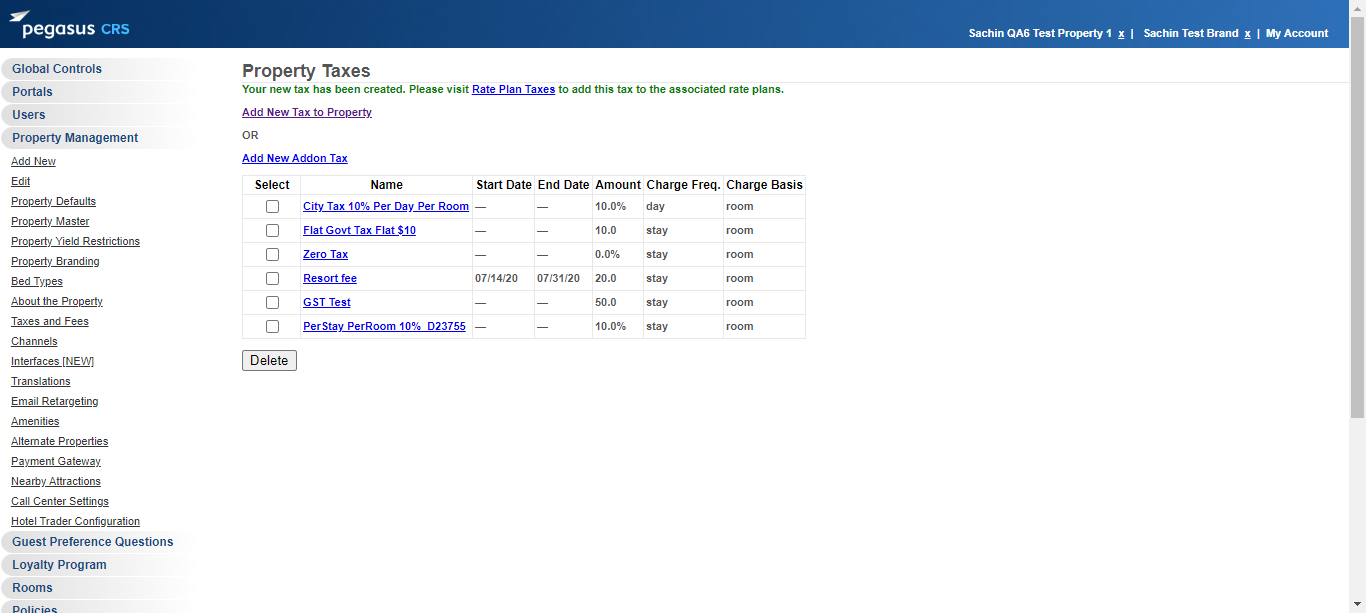 pegasus CRS
Sachin QA6 Test Property 1 x | Sachin Test Brand x | My Account
Global Controls
Portals
Users
Property Management
Add New
Edit
Property Defaults
Property Master
Property Yield Restrictions
Property Branding
Bed Types
About the Property
Taxes and Fees
Channels
Interfaces [NEW]
Translations
Email Retargeting
Amenities
Alternate Properties
Payment Gateway
Nearby Attractions
Call Center Settings
Hotel Trader Configuration
Guest Preference Questions
Loyalty Program
Rooms
Policies
Property Taxes
Your new tax has been created. Please visit Rate Plan Taxes to add this tax to the associated rate plans.
Add New Tax to Property
OR
Add New Addon Tax
Select Name Start Date End Date Amount Charge Freq. Charge Basis
City Tax 10% Per Day Per Room — — 10.0% day room
Flat Govt Tax Flat $10 — — 10.0 stay room
Zero Tax — — 0.0% stay room
Resort fee 07/14/20 07/31/20 20.0 stay room
GST Test — — 50.0 stay room
PerStay PerRoom 10%_D23755 — — 10.0% stay room
Delete